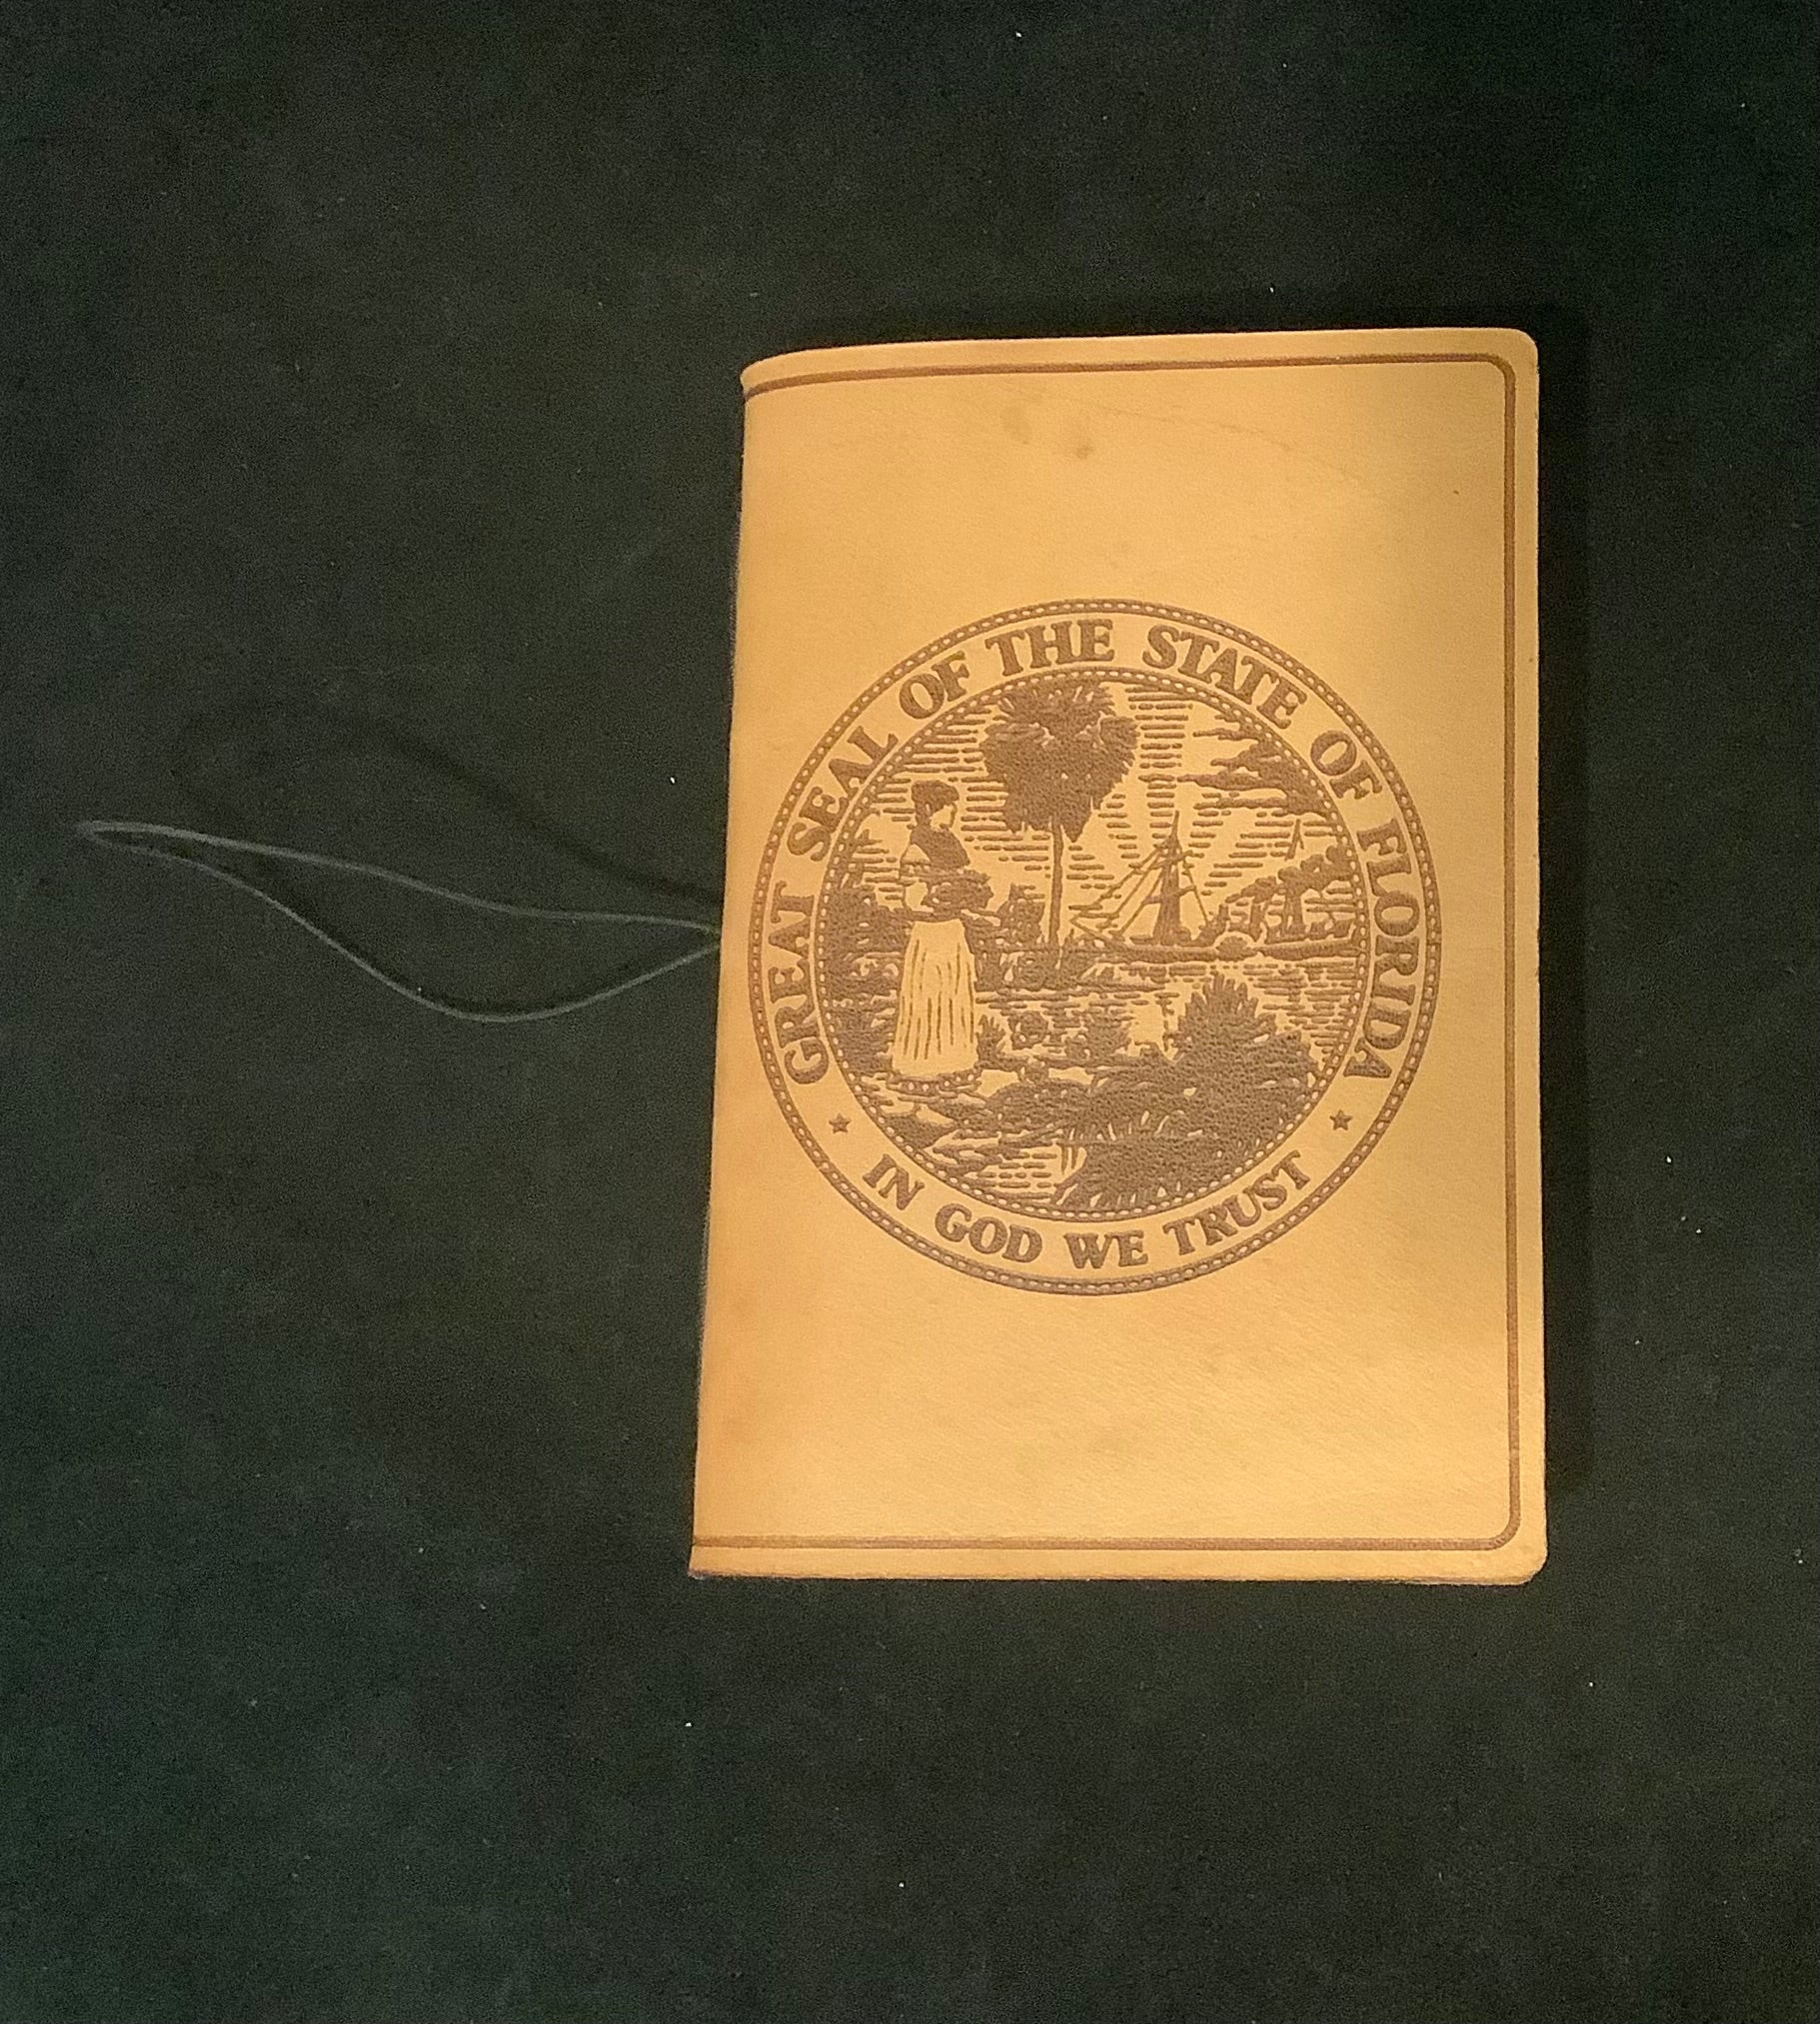 GREAT SEAL OF THE STATE OF FLORIDA
IN GOD WE TRUST